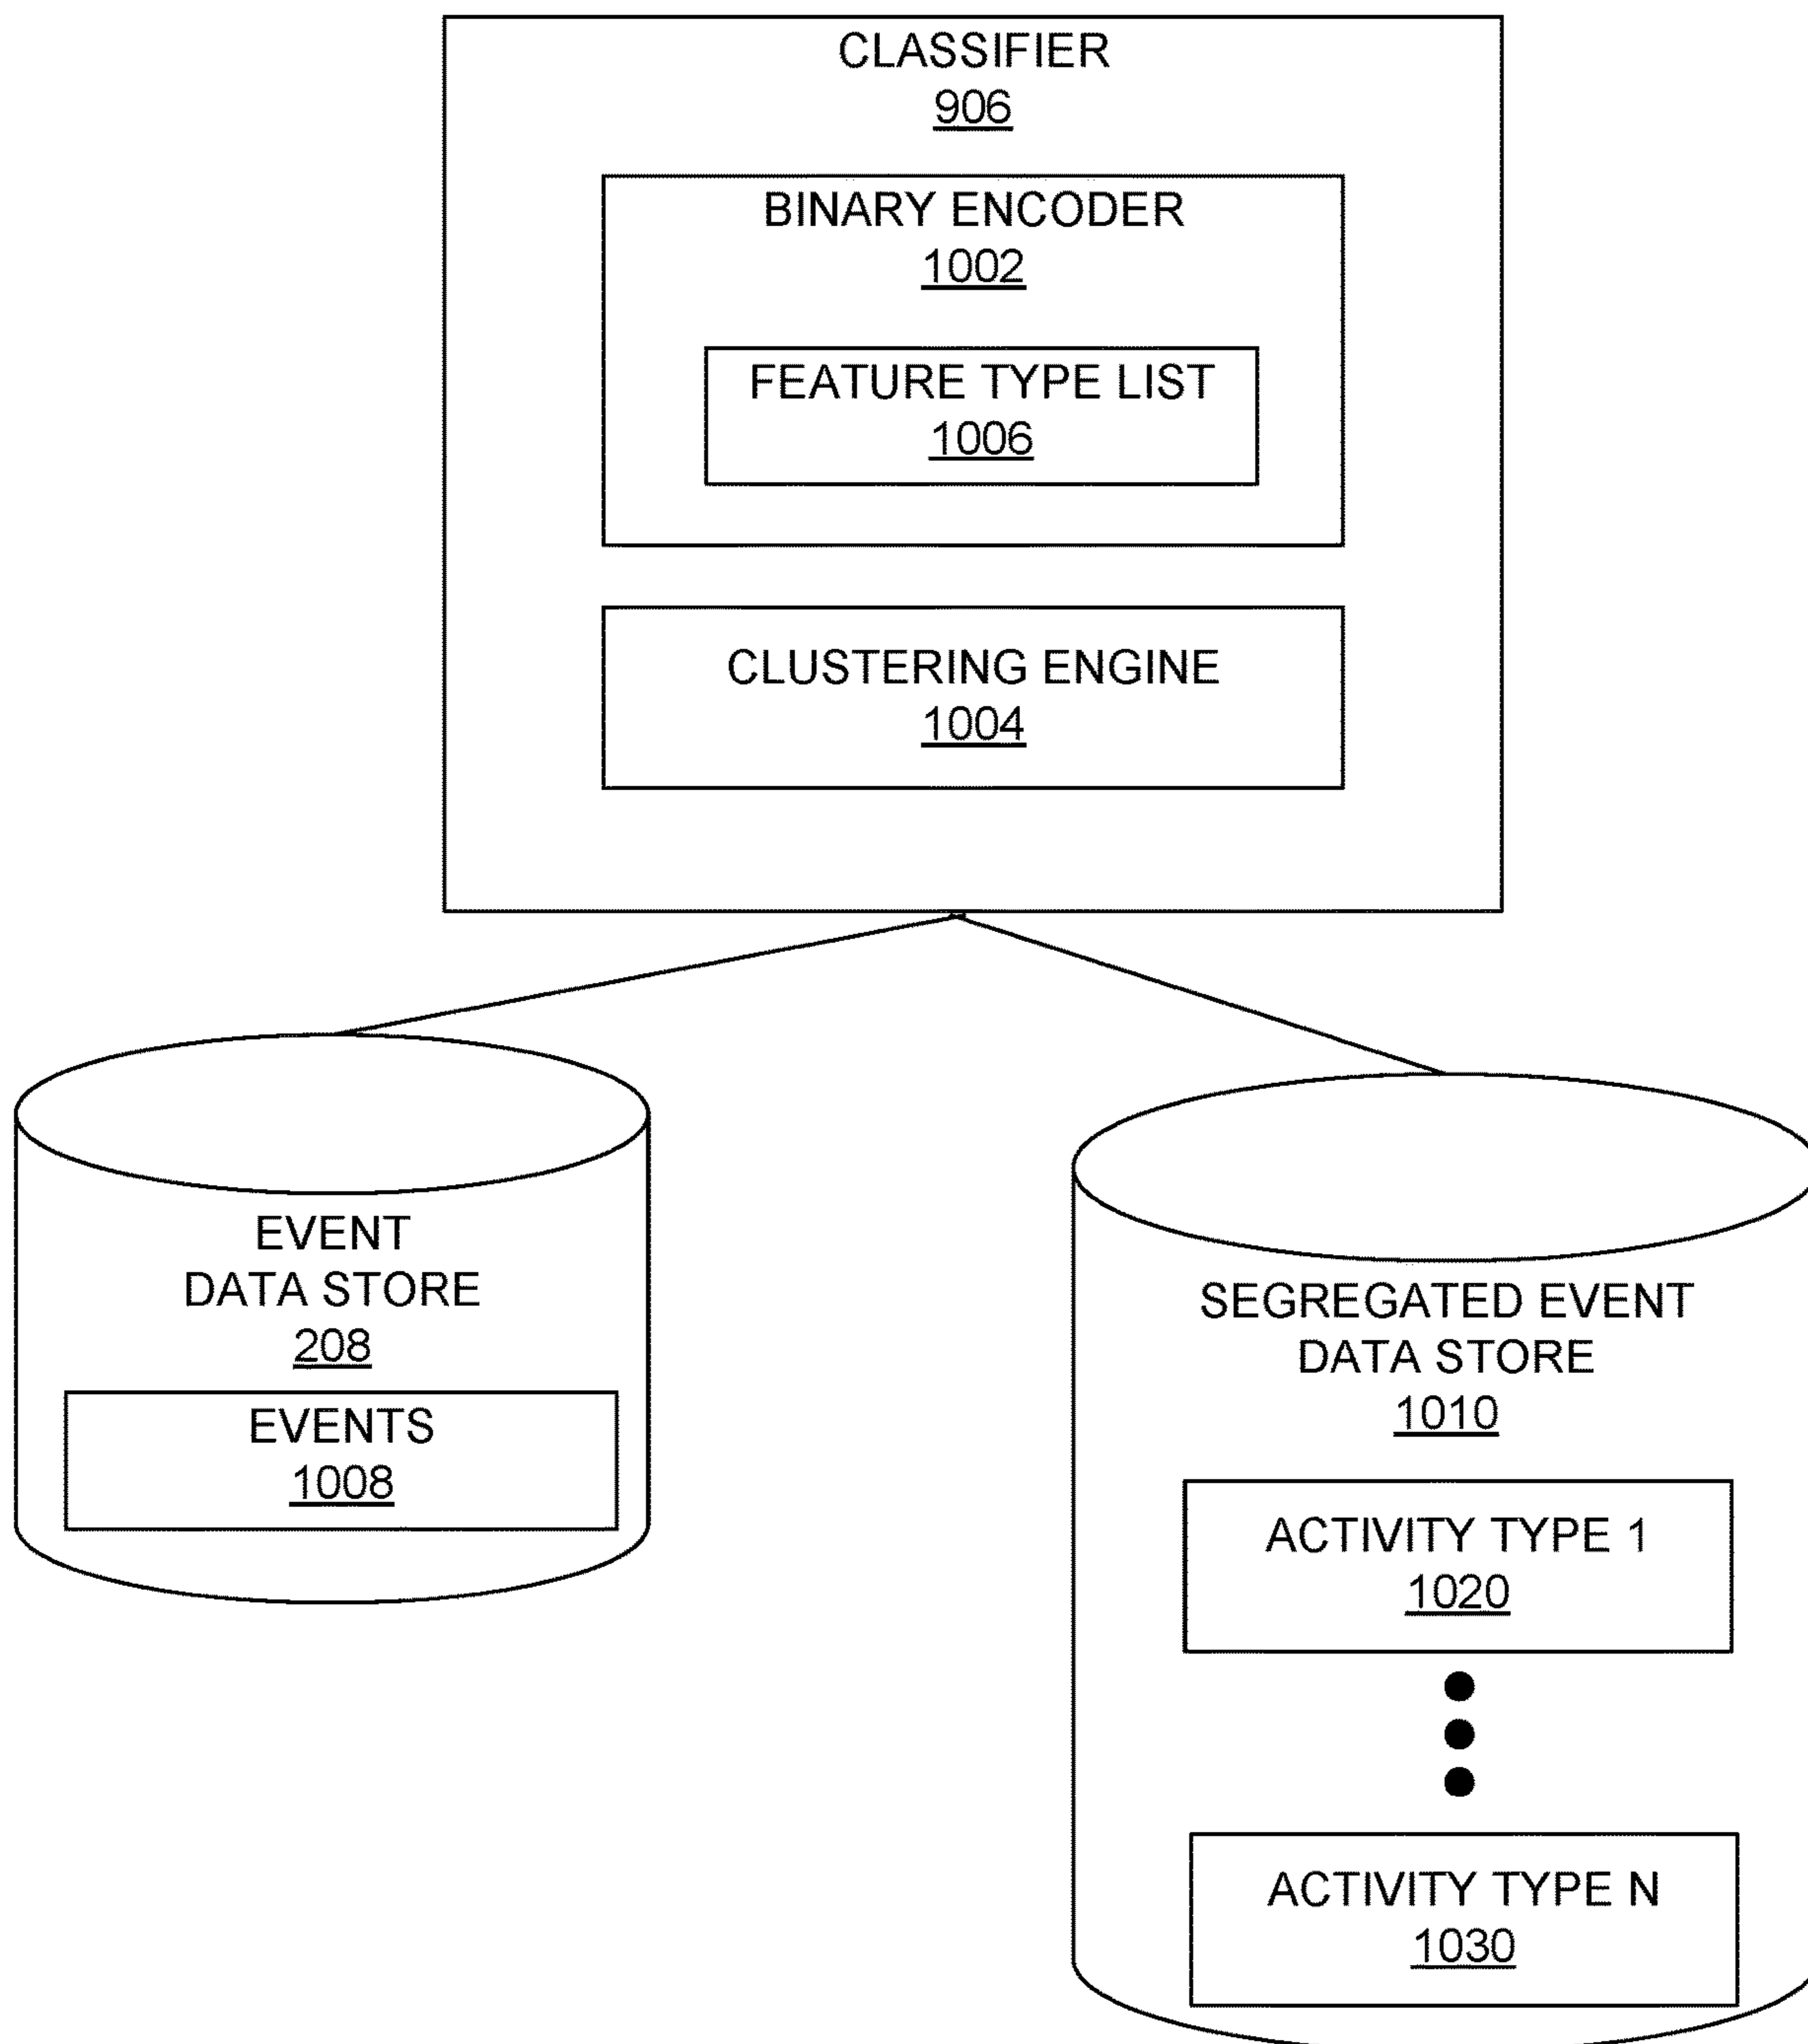 CLASSIFIER
906
BINARY ENCODER
1002
FEATURE TYPE LIST
1006
CLUSTERING ENGINE
1004
EVENT
DATA STORE
208
EVENTS
1008
SEGREGATED EVENT
DATA STORE
1010
ACTIVITY TYPE 1
1020
ACTIVITY TYPE N
1030